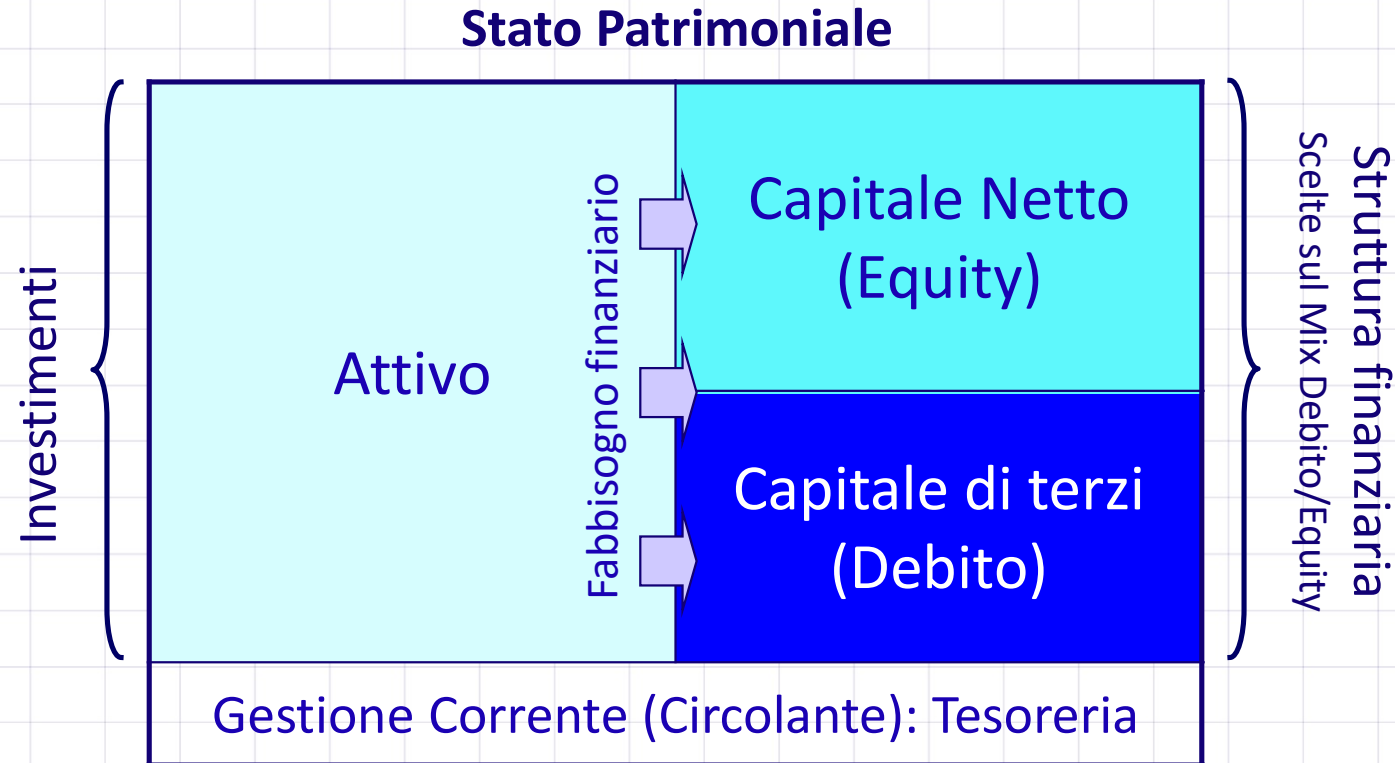 Stato Patrimoniale
Investimenti
Attivo
Fabbisogno finanziario
Capitale Netto
(Equity)
Capitale di terzi
(Debito)
Struttura finanziaria
Scelte sul Mix Debito/Equity
Gestione Corrente (Circolante): Tesoreria